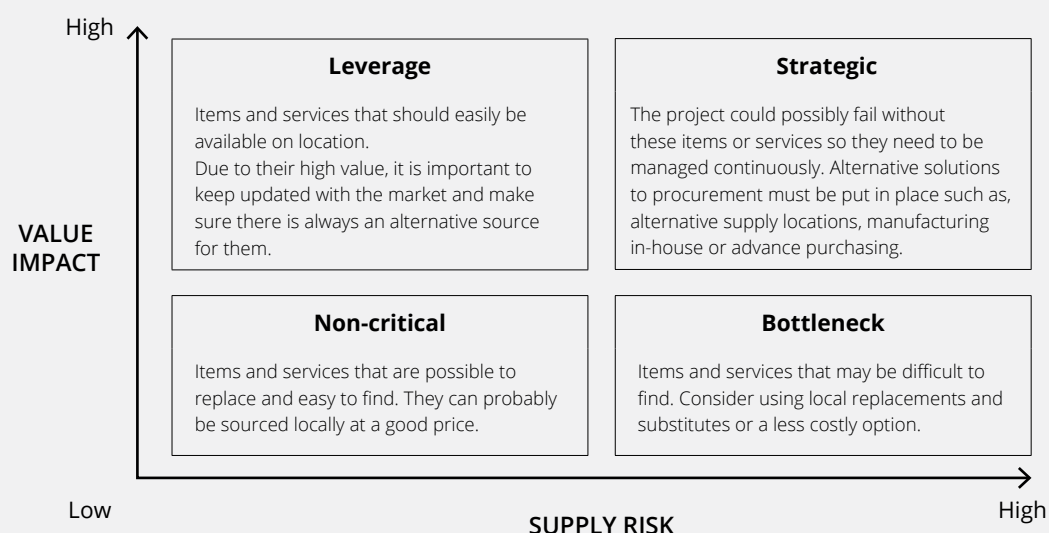 High
Leverage
Items and services that should easily be
available on location.
Due to their high value, it is important to
keep updated with the market and make
sure there is always an alternative source
for them.
Strategic
The project could possibly fail without
these items or services so they need to be
managed continuously. Alternative solutions
to procurement must be put in place such as,
alternative supply locations, manufacturing
in-house or advance purchasing.
VALUE
IMPACT
Non-critical
Items and services that are possible to
replace and easy to find. They can probably
be sourced locally at a good price.
Bottleneck
Items and services that may be difficult to
find. Consider using local replacements and
substitutes or a less costly option.
Low
High
SUPPLY RISK